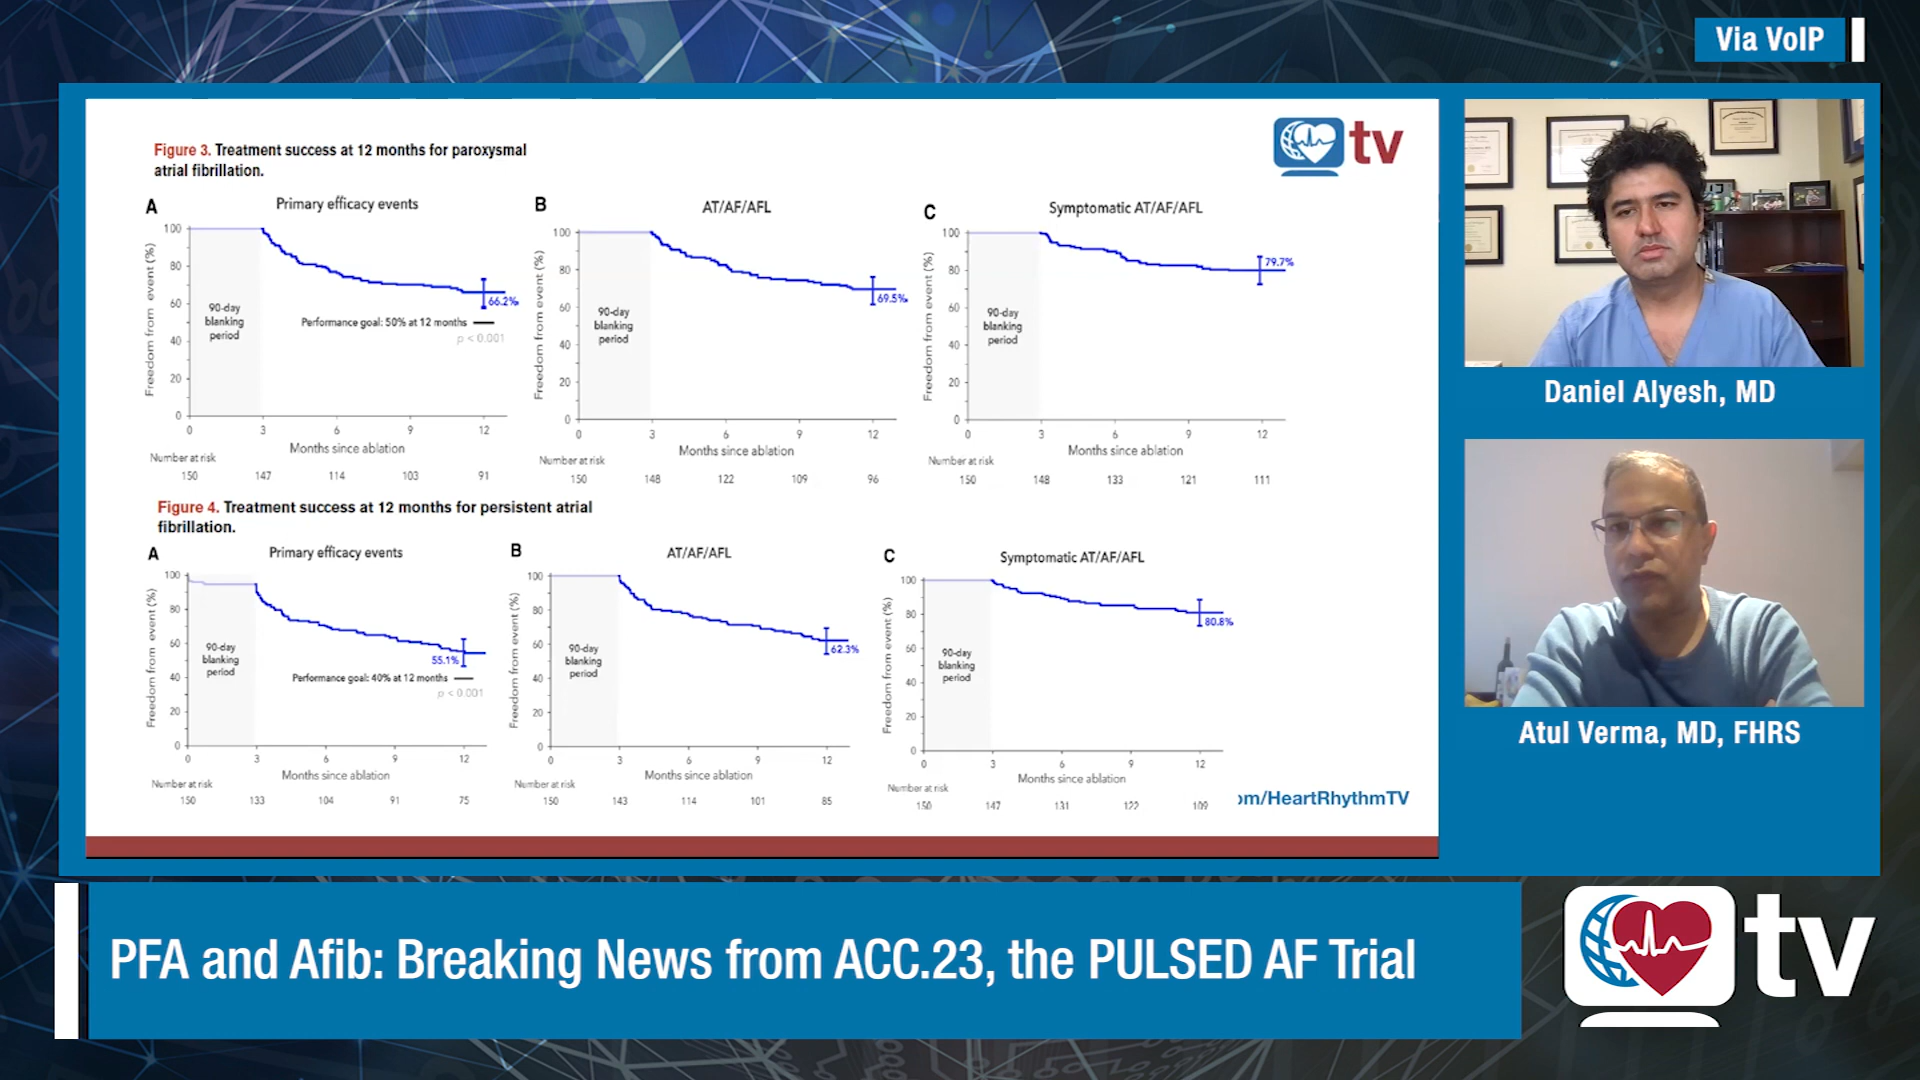 Via VoIP
tv
Figure 3. Treatment success at 12 months for paroxysmal
atrial fibrillation.
A
Primary efficacy events
Freedom from event (%)
100
80
60
40
20
0
90-day
blanking
period
66.2%
Performance goal: 50% at 12 months
p < 0.001
0 3 6 9 12
Months since ablation
Number at risk
150 147 114 103 91
B
AT/AF/AFL
Freedom from event (%)
100
80
60
40
20
0
90-day
blanking
period
69.5%
0 3 6 9 12
Months since ablation
Number at risk
150 148 122 109 96
C
Symptomatic AT/AF/AFL
Freedom from event (%)
100
80
60
40
20
0
90-day
blanking
period
79.7%
0 3 6 9 12
Months since ablation
Number at risk
150 148 133 121 111
Figure 4. Treatment success at 12 months for persistent atrial
fibrillation.
A
Primary efficacy events
Freedom from event (%)
100
80
60
40
20
0
90-day
blanking
period
55.1%
Performance goal: 40% at 12 months
p < 0.001
0 3 6 9 12
Months since ablation
Number at risk
150 133 104 91 75
B
AT/AF/AFL
Freedom from event (%)
100
80
60
40
20
0
90-day
blanking
period
62.3%
0 3 6 9 12
Months since ablation
Number at risk
150 143 114 101 85
C
Symptomatic AT/AF/AFL
Freedom from event (%)
100
80
60
40
20
0
90-day
blanking
period
80.8%
0 3 6 9 12
Months since ablation
Number at risk
150 147 131 122 109
om/HeartRhythmTV
Daniel Alyesh, MD
Atul Verma, MD, FHRS
PFA and Afib: Breaking News from ACC.23, the PULSED AF Trial
tv